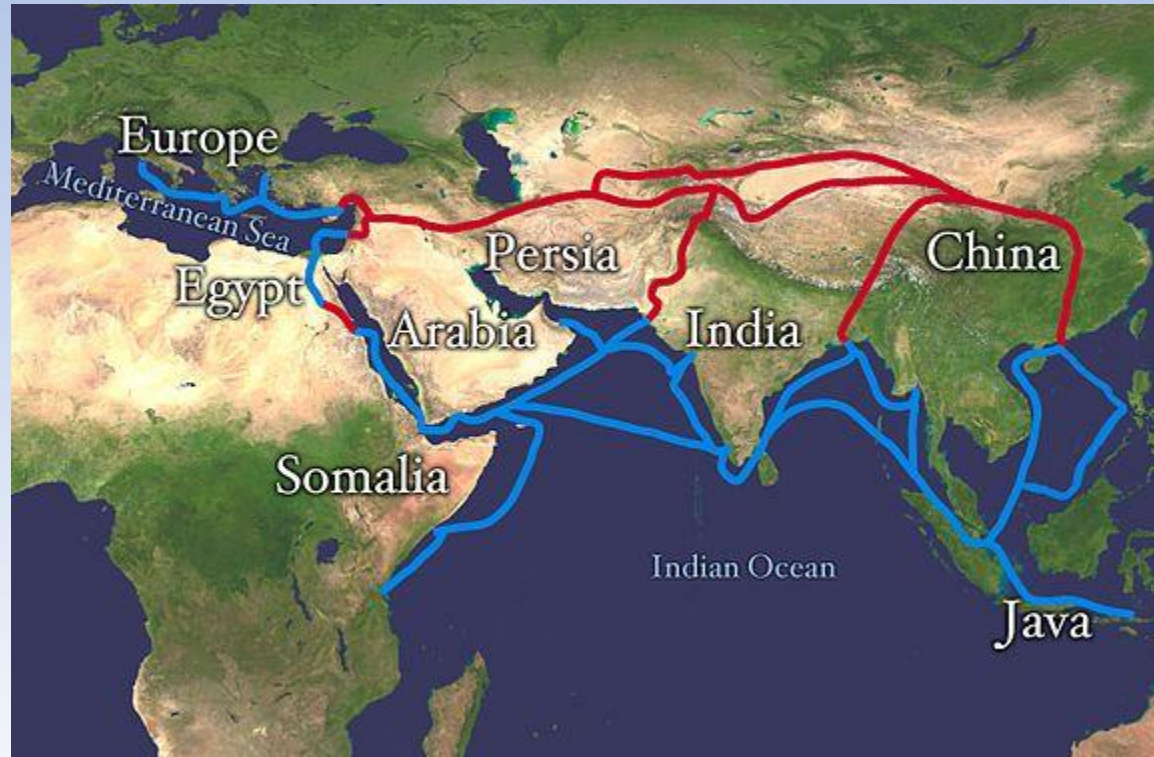 Europe
Mediterranean Sea
Egypt
Persia
China
Arabia
India
Somalia
Indian Ocean
Java